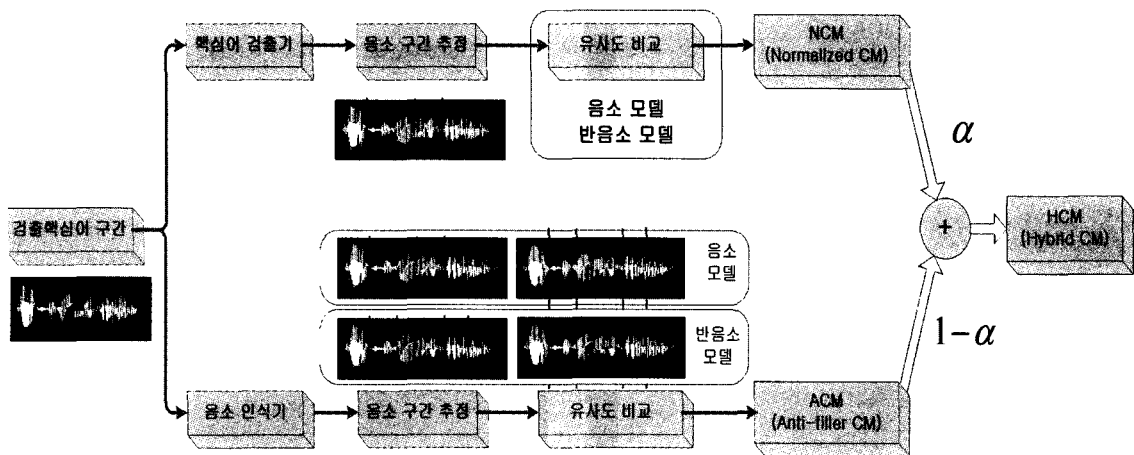 핵심어 검출기
음소 구간 추정
유사도 비교
NCM
(Normalized CM)
음소 모델
반음소 모델
α
검출핵심어 구간
+
HCM
(Hybrid CM)
음소
모델
반음소
모델
1-α
음소 인식기
음소 구간 추정
유사도 비교
ACM
(Anti-filler CM)